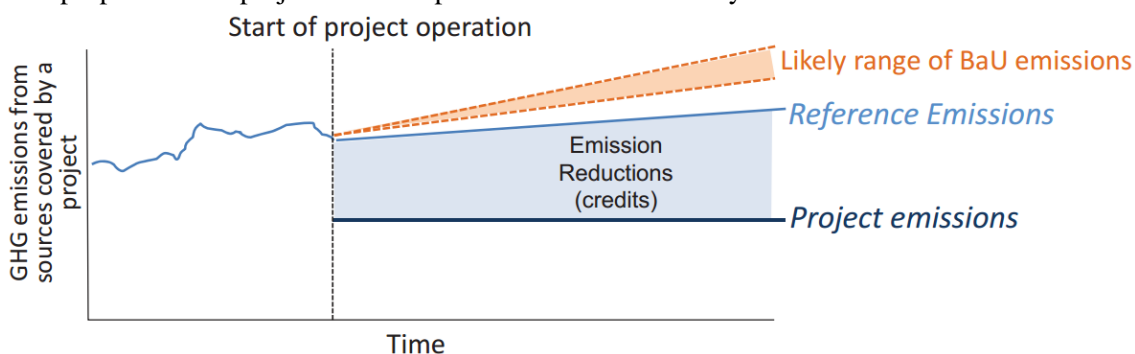 Start of project operation
GHG emissions from
sources covered by a
project
Likely range of BaU emissions
Reference Emissions
Emission
Reductions
(credits)
Project emissions
Time